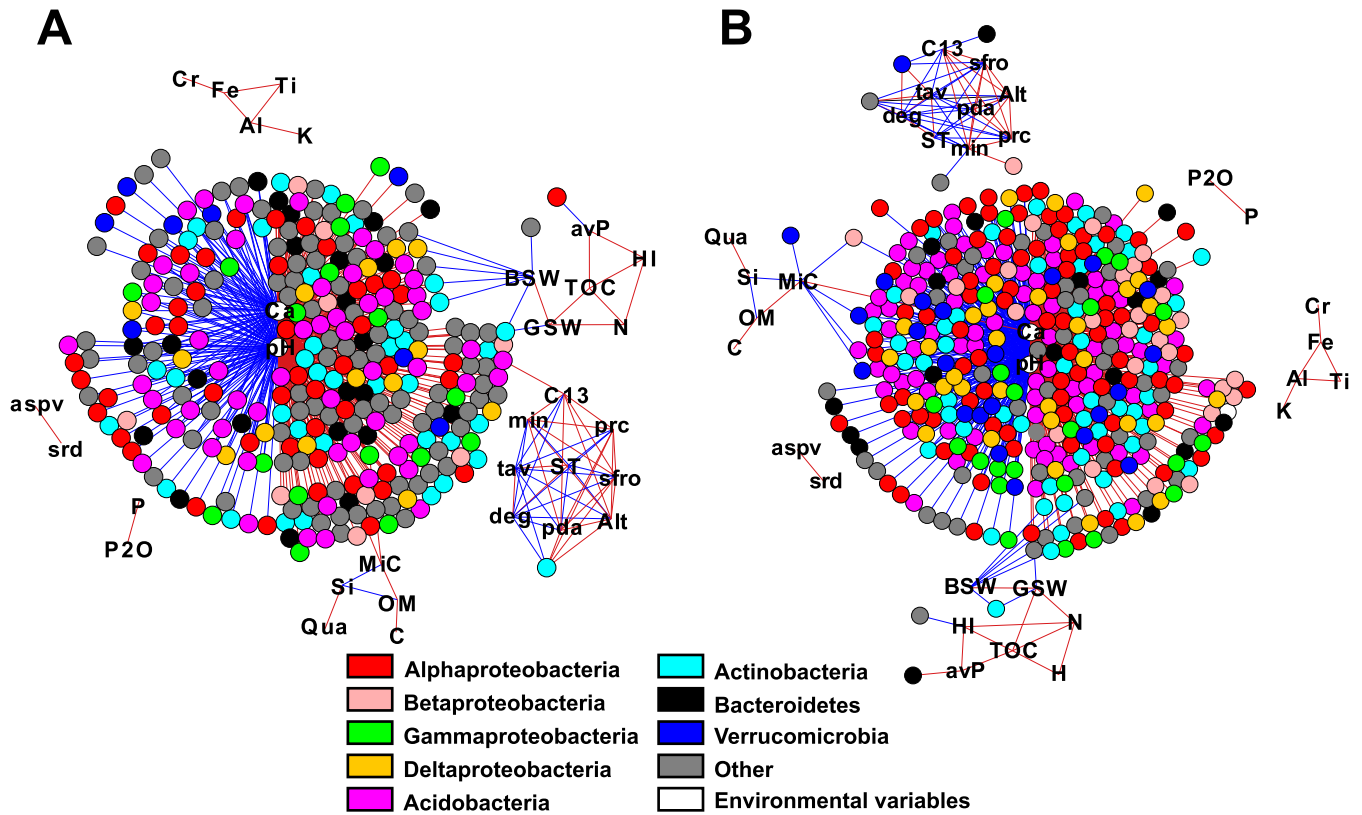 A
B
Cr
Fe
Ti
Al
K
avP
HI
BSW
TOC
GSW
N
Ca
pH
aspv
srd
C13
min
prc
tav
ST
sfro
deg
pda
Alt
P
P2O
MiC
Si
OM
Qua
C
C13
sfro
tav
Alt
pda
deg
ST
min
prc
P2O
P
Qua
Si
MiC
OM
C
Ca
pH
Cr
Fe
Al
Ti
K
aspv
srd
BSW
GSW
HI
N
TOC
avP
H
Alphaproteobacteria
Betaproteobacteria
Gammaproteobacteria
Deltaproteobacteria
Acidobacteria
Actinobacteria
Bacteroidetes
Verrucomicrobia
Other
Environmental variables